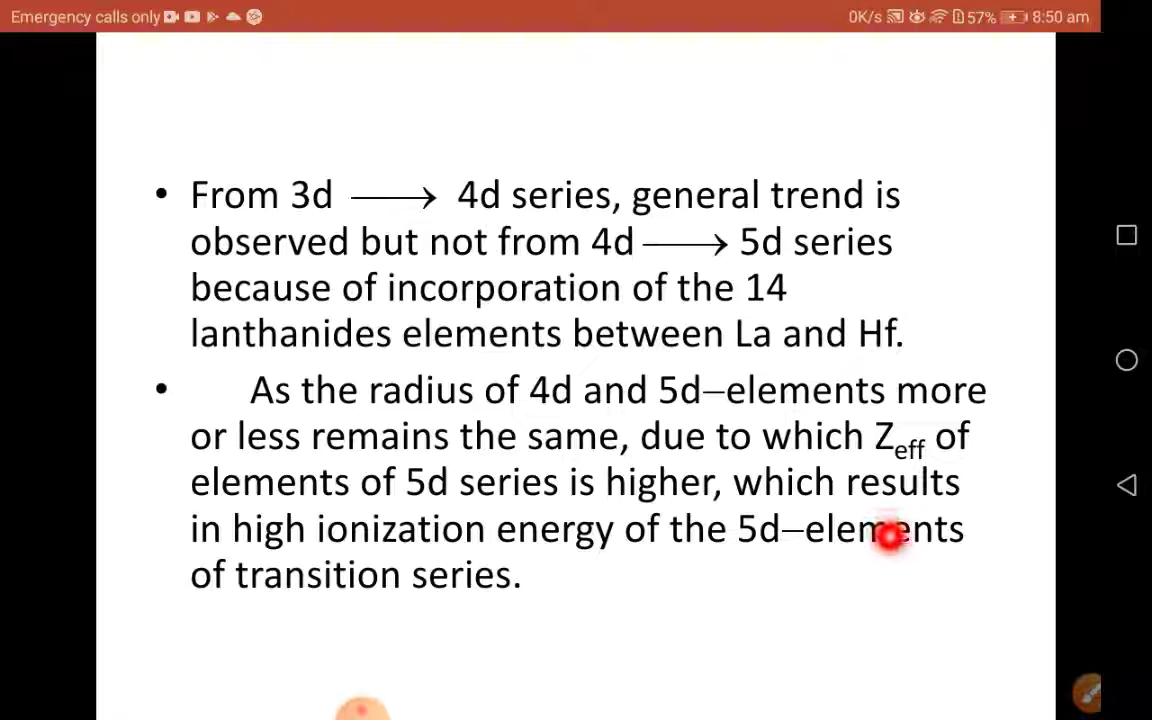 Emergency calls only
0K/s 57% 8:50 am
• From 3d ⟶ 4d series, general trend is
observed but not from 4d ⟶ 5d series
because of incorporation of the 14
lanthanides elements between La and Hf.
• As the radius of 4d and 5d–elements more
or less remains the same, due to which Zeff of
elements of 5d series is higher, which results
in high ionization energy of the 5d–elements
of transition series.